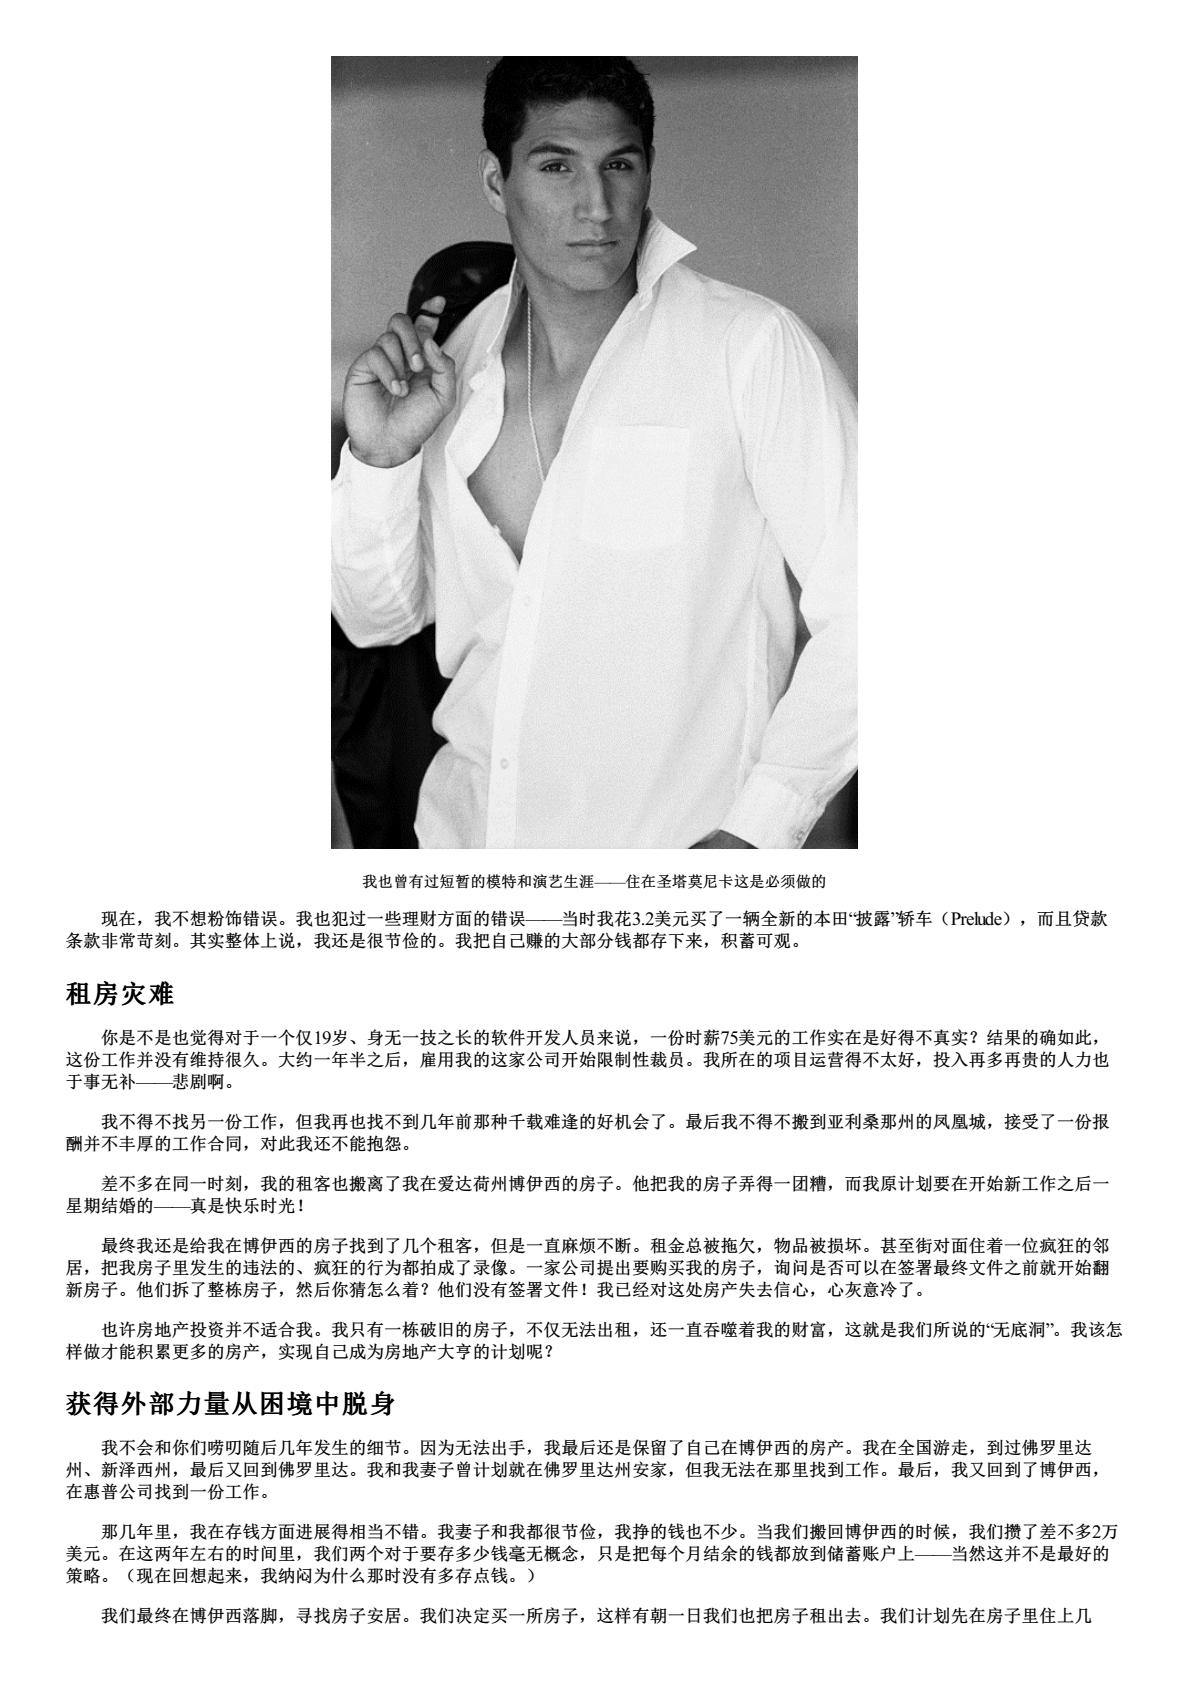 我也曾有过短暂的模特和演艺生涯——住在圣塔莫尼卡这是必须做的
现在，我不想粉饰错误。我也犯过一些理财方面的错误——当时我花3.2美元买了一辆全新的本田“披露”轿车（Prelude），而且贷款
条款非常苛刻。其实整体上说，我还是很节俭的。我把自己赚的大部分钱都存下来，积蓄可观。
租房灾难
你是不是也觉得对于一个仅19岁、身无一技之长的软件开发人员来说，一份时薪75美元的工作实在是好得不真实？结果的确如此，
这份工作并没有维持很久。大约一年半之后，雇用我的这家公司开始限制性裁员。我所在的项目运营得不太好，投入再多再贵的人力也
于事无补——悲剧啊。
我不得不找另一份工作，但我再也找不到几年前那种千载难逢的好机会了。最后我不得不搬到亚利桑那州的凤凰城，接受了一份报
酬并不丰厚的工作合同，对此我还不能抱怨。
差不多在同一时刻，我的租客也搬离了我在爱达荷州博伊西的房子。他把我的房子弄得一团糟，而我原计划要在开始新工作之后一
星期结婚的——真是快乐时光！
最终我还是给我在博伊西的房子找到了几个租客，但是一直麻烦不断。租金总被拖欠，物品被损坏。甚至街对面住着一位疯狂的邻
居，把我房子里发生的违法的、疯狂的行为都拍成了录像。一家公司提出要购买我的房子，询问是否可以在签署最终文件之前就开始翻
新房子。他们拆了整栋房子，然后你猜怎么着？他们没有签署文件！我已经对这处房产失去信心，心灰意冷了。
也许房地产投资并不适合我。我只有一栋破旧的房子，不仅无法出租，还一直吞噬着我的财富，这就是我们所说的“无底洞”。我该怎
样做才能积累更多的房产，实现自己成为房地产大亨的计划呢？
获得外部力量从困境中脱身
我不会和你们唠叨随后几年发生的细节。因为无法出手，我最后还是保留了自己在博伊西的房产。我在全国游走，到过佛罗里达
州、新泽西州，最后又回到佛罗里达。我和我妻子曾计划就在佛罗里达州安家，但我无法在那里找到工作。最后，我又回到了博伊西，
在惠普公司找到一份工作。
那几年里，我在存钱方面进展得相当不错。我妻子和我都很节俭，我挣的钱也不少。当我们搬回博伊西的时候，我们攒了差不多2万
美元。在这两年左右的时间里，我们两个对于要存多少钱毫无概念，只是把每个月结余的钱都放到储蓄账户上——当然这并不是最好的
策略。（现在回想起来，我纳闷为什么那时没有多存点钱。）
我们最终在博伊西落脚，寻找房子安居。我们决定买一所房子，这样有朝一日我们也把房子租出去。我们计划先在房子里住上几